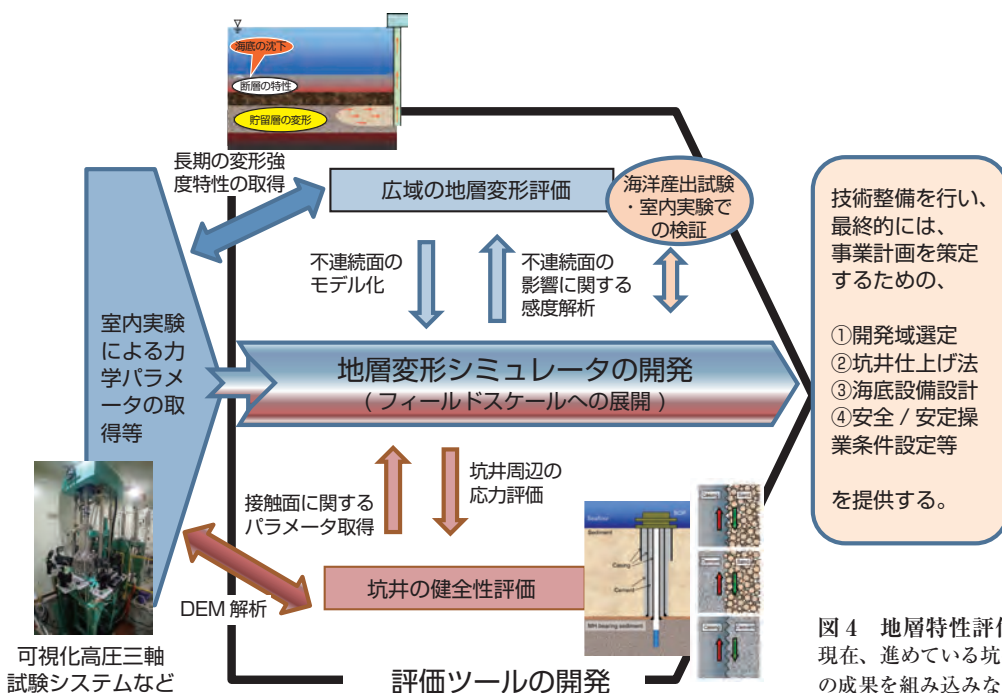 海底の沈下
断層の特性
貯留層の変形
長期の変形強
度特性の取得
広域の地層変形評価
海洋産出試験
・室内実験で
の検証
不連続面の
モデル化
不連続面の
影響に関する
感度解析
室内実験
による力
学パラメ
ータの取
得等
地層変形シミュレータの開発
( フィールドスケールへの展開 )
接触面に関する
パラメータ取得
坑井周辺の
応力評価
坑井の健全性評価
DEM 解析
可視化高圧三軸
試験システムなど
評価ツールの開発
Seafloor
BOP
Sediment
Casing
Cement
MH bearing sediment
技術整備を行い、
最終的には、
事業計画を策定
するための、
①開発域選定
②坑井仕上げ法
③海底設備設計
④安全 / 安定操
業条件設定等
を提供する。
図 4 地層特性評価
現在、進めている坑
の成果を組み込みな